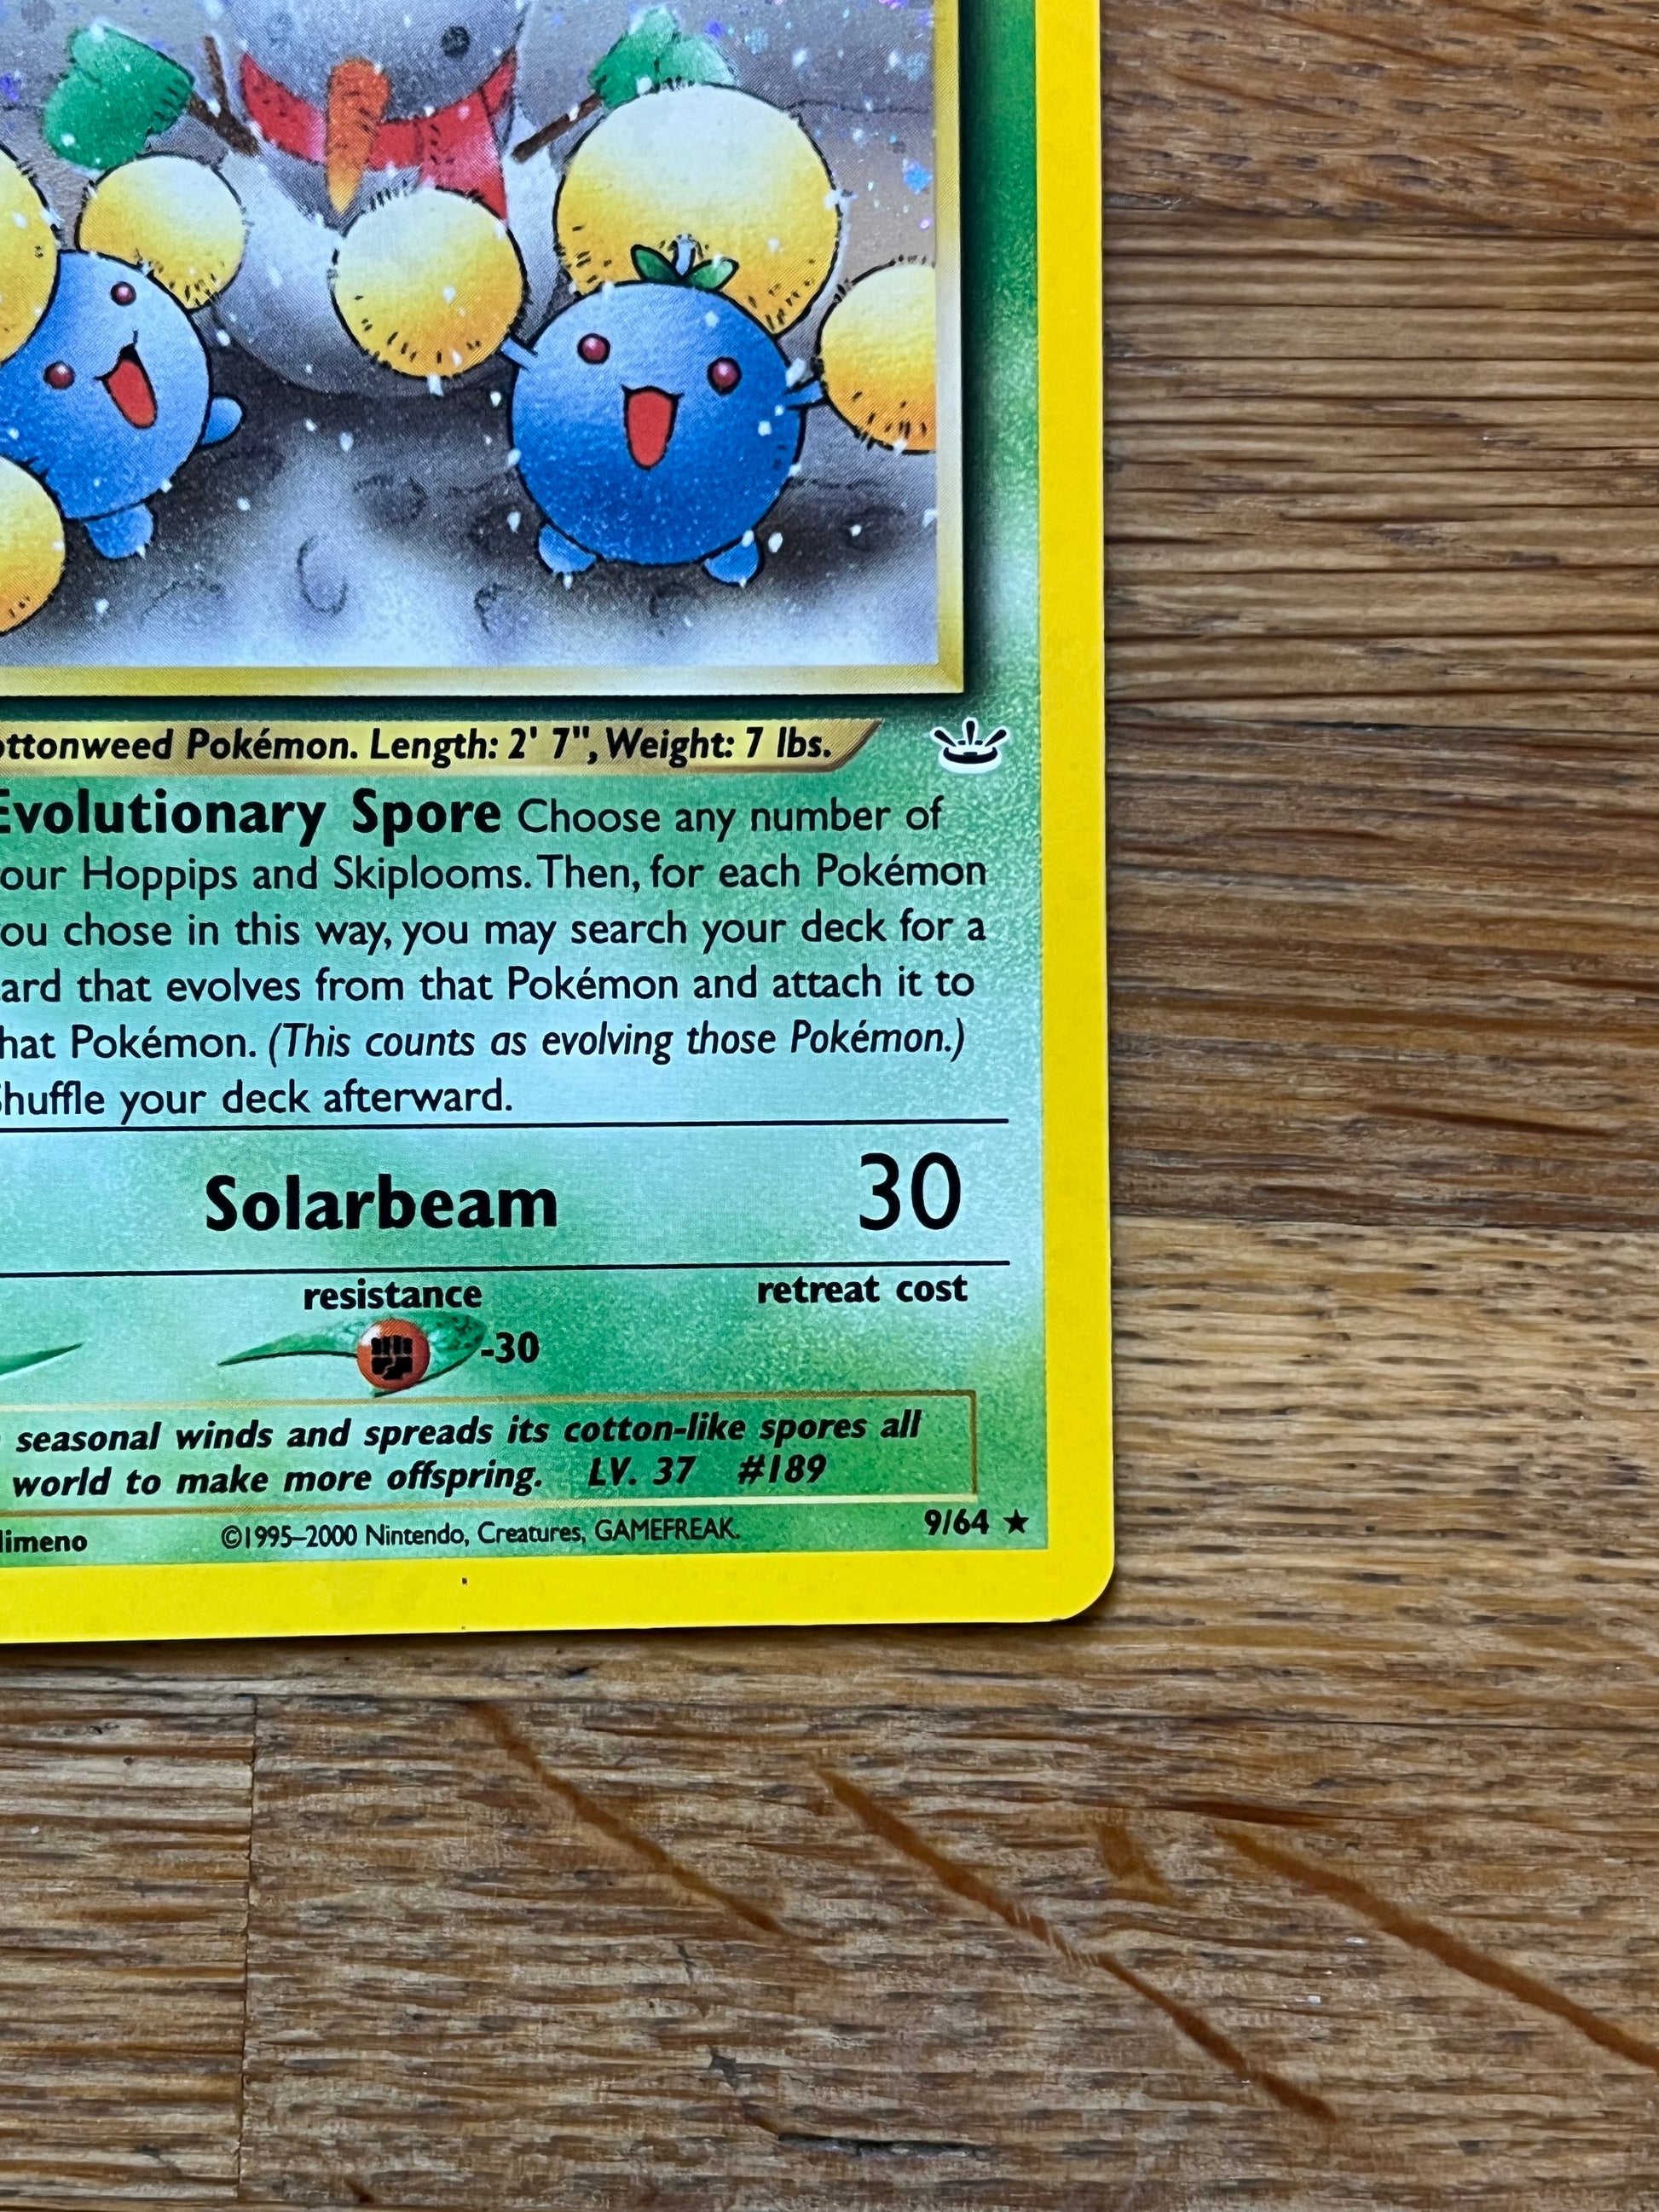 ottonweed Pokémon. Length: 2' 7", Weight: 7 lbs.
Evolutionary Spore Choose any number of
our Hoppips and Skiplooms. Then, for each Pokémon
ou chose in this way, you may search your deck for a
ard that evolves from that Pokémon and attach it to
hat Pokémon. (This counts as evolving those Pokémon.)
Shuffle your deck afterward.
Solarbeam 30
resistance retreat cost
-30
seasonal winds and spreads its cotton-like spores all
world to make more offspring. LV. 37 #189
imeno ©1995–2000 Nintendo, Creatures, GAMEFREAK. 9/64 ★